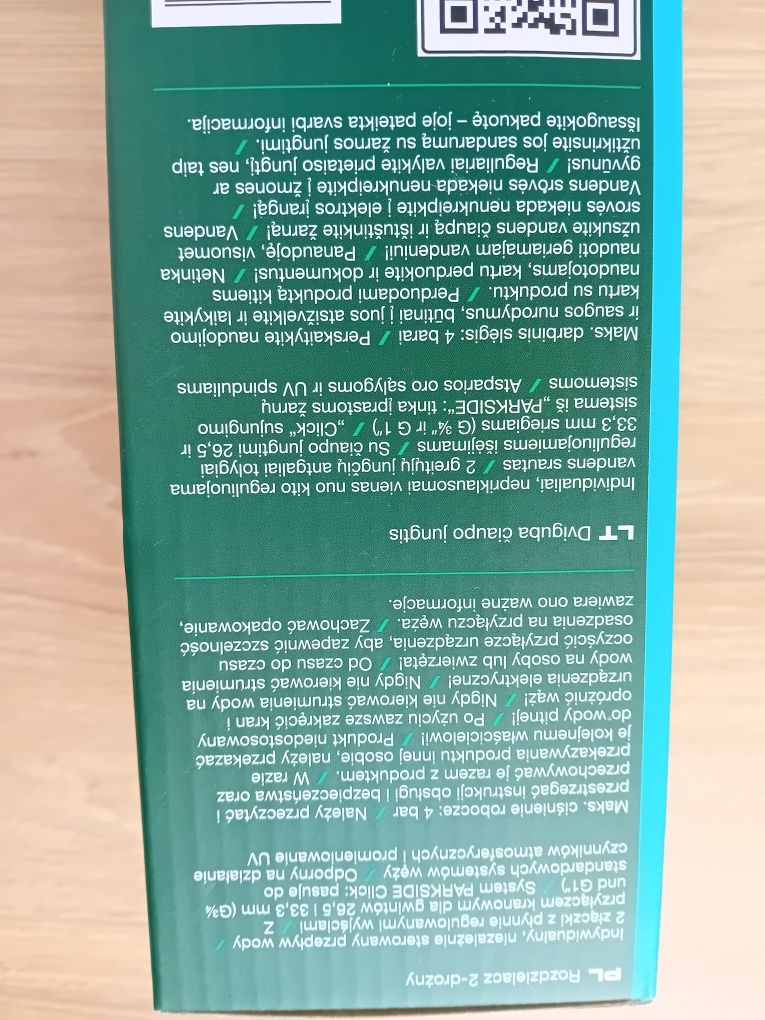 PL Rozdzielacz 2-drożny
Indywidualny, niezależnie sterowany przepływ wody /
2 złączki z płynnie regulowanymi wyjściami / Z
przyłączem kranowym dla gwintów 26,5 i 33,3 mm (G¾
und G1") / System PARKSIDE Click: pasuje do
standardowych systemów węży / Odporny na działanie
czynników atmosferycznych i promieniowanie UV
Maks. ciśnienie robocze: 4 bar / Należy przeczytać i
przestrzegać instrukcji obsługi i bezpieczeństwa oraz
przechowywać je razem z produktem. / W razie
przekazywania produktu innej osobie, należy przekazać
je kolejnemu właścicielowi! / Produkt niedostosowany
do wody pitnej! / Po użyciu zawsze zakręcić kran i
opróżnić wąż! / Nigdy nie kierować strumienia wody na
urządzenia elektryczne! / Nigdy nie kierować strumienia
wody na osoby lub zwierzęta! / Od czasu do czasu
oczyścić przyłącze urządzenia, aby zapewnić szczelność
osadzenia na przyłączu węża. / Zachować opakowanie,
zawiera ono ważne informacje.
LT Dviguba čiaupo jungtis
Individualiai, nepriklausomai vienas nuo kito reguliuojama
vandens srautas / 2 greitųjų jungčių antgaliai tolygiai
reguliuojamiems išėjimams / Su čiaupo jungtimi 26,5 ir
33,3 mm sriegiams (G ¾" ir G 1") / „Click“ sujungimo
sistema iš „PARKSIDE“: tinka įprastoms žarnų
sistemoms / Atsparios oro sąlygoms ir UV spinduliams
Maks. darbinis slėgis: 4 barai / Perskaitykite naudojimo
ir saugos nurodymus, būtinai į juos atsižvelkite ir laikykite
kartu su produktu. / Perduodami produktą kitiems
naudotojams, kartu perduokite ir dokumentus! / Netinka
naudoti geriamajam vandeniui! / Panaudoję, visuomet
užsukite vandens čiaupą ir ištuštinkite žarną! / Vandens
srovės niekada nenukreipkite į elektros įrangą! /
Vandens srovės niekada nenukreipkite į žmones ar
gyvūnus! / Reguliariai valykite prietaiso jungtį, nes taip
užtikrinsite jos sandarumą su žarnos jungtimi. /
Išsaugokite pakuotę – joje pateikta svarbi informacija.